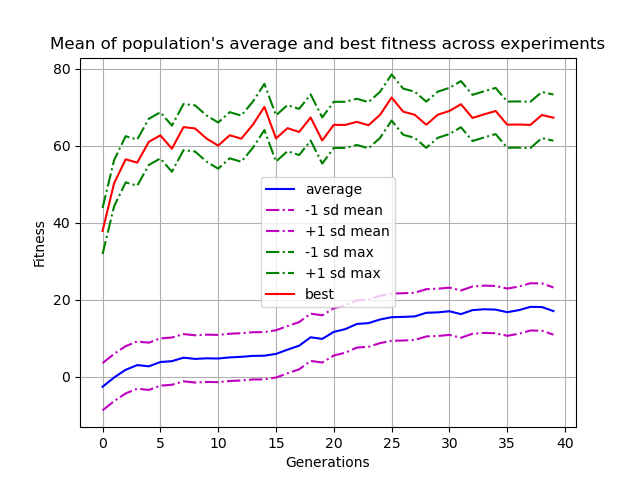 Mean of population's average and best fitness across experiments
80
60
40
20
0
Fitness
average
-1 sd mean
+1 sd mean
-1 sd max
+1 sd max
best
0 5 10 15 20 25 30 35 40
Generations